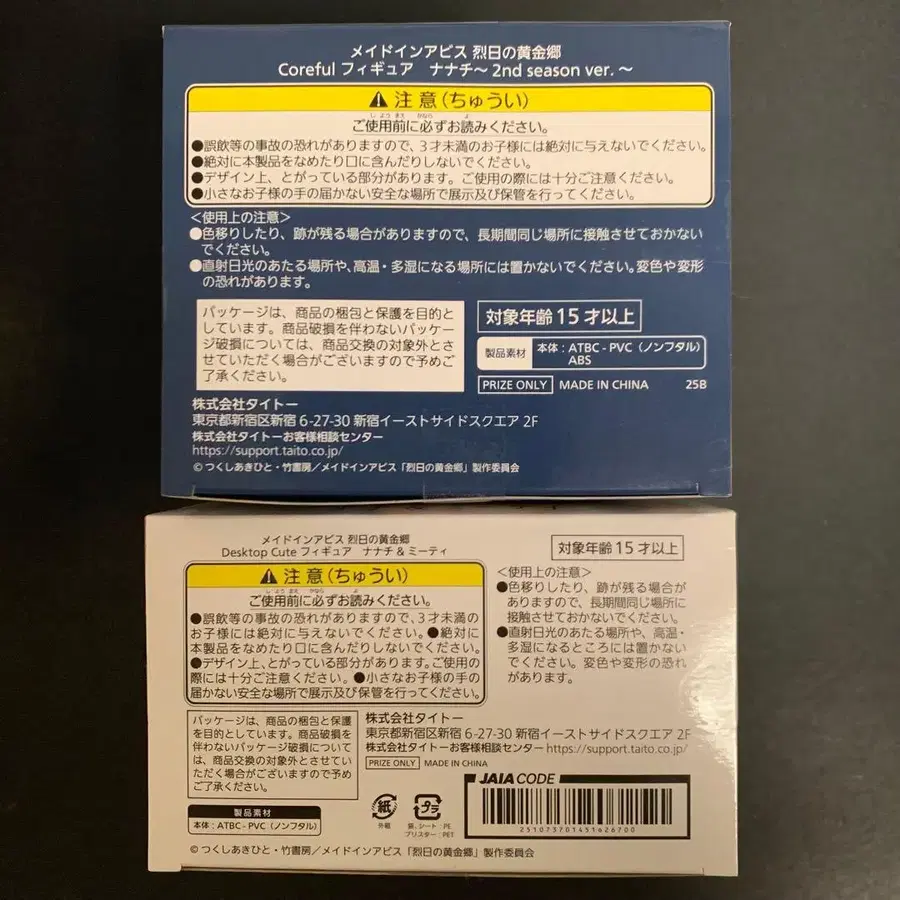 メイドインアビス 烈日の黄金郷
Coreful フィギュア　ナナチ～ 2nd season ver. ～
⚠ 注 意 (ちゅうい)
ご使用前に必ずお読みください。
●誤飲等の事故の恐れがありますので、3才未満のお子様には絶対に与えないでください。
●絶対に本製品をなめたり口に含んだりしないでください。
●デザイン上、とがっている部分があります。ご使用の際には十分ご注意ください。
●小さなお子様の手の届かない安全な場所で展示及び保管を行ってください。
＜使用上の注意＞
●色移りしたり、跡が残る場合がありますので、長期間同じ場所に接触させておかない
でください。
●直射日光のあたる場所や、高温・多湿になる場所には置かないでください。変色や変形
の恐れがあります。
パッケージは、商品の梱包と保護を目的と
しています。商品破損を伴わないパッケー
ジ破損については、商品交換の対象外とさ
せていただく場合がございますので予めご
了承ください。
対象年齢 15 才以上
製品素材
本体 : ATBC - PVC (ノンフタル)
ABS
PRIZE ONLY MADE IN CHINA 25B
株式会社タイトー
東京都新宿区新宿 6-27-30 新宿イーストサイドスクエア 2F
株式会社タイトーお客様相談センター
https://support.taito.co.jp/
© つくしあきひと・竹書房／メイドインアビス「烈日の黄金郷」製作委員会
メイドインアビス 烈日の黄金郷
Desktop Cute フィギュア　ナナチ & ミーティ
⚠ 注 意 (ちゅうい)
ご使用前に必ずお読みください。
●誤飲等の事故の恐れがありますので、3才未満の
お子様には絶対に与えないでください。●絶対に
本製品をなめたり口に含んだりしないでください。
●デザイン上、とがっている部分があります。ご使用の
際には十分ご注意ください。●小さなお子様の手の
届かない安全な場所で展示及び保管を行ってください。
対象年齢 15 才以上
＜使用上の注意＞
●色移りしたり、跡が残る場合が
ありますので、長期間同じ場所に
接触させておかないでください。
●直射日光のあたる場所や、高温・
多湿になるところには置かない
でください。変色や変形の恐れ
があります。
パッケージは、商品の梱包と保護
を目的としています。商品破損
を伴わないパッケージ破損について
は、商品交換の対象外とさせていた
だく場合がございますので予めご
了承ください。
株式会社タイトー
東京都新宿区新宿 6-27-30 新宿イーストサイドスクエア 2F
株式会社タイトーお客様相談センター https://support.taito.co.jp/
PRIZE ONLY MADE IN CHINA
製品素材
本体 : ATBC - PVC (ノンフタル)
紙
外箱
プラ
袋、シート : PE
ブリスター : PET
JAIA CODE
251073701451626700
© つくしあきひと・竹書房／メイドインアビス「烈日の黄金郷」製作委員会